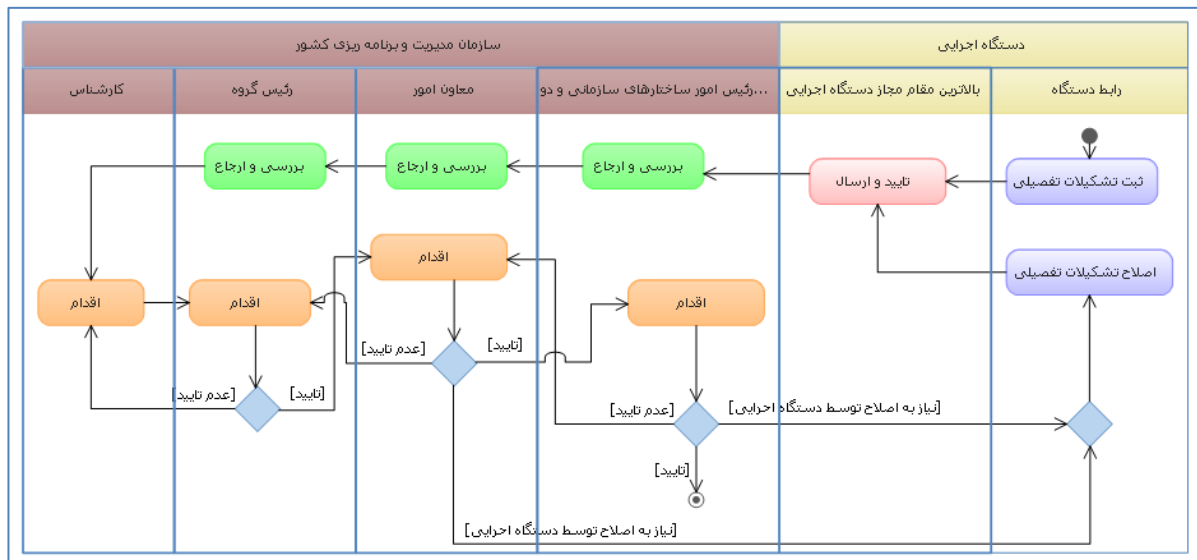 دستگاه اجرایی
سازمان مدیریت و برنامه ریزی کشور
رابط دستگاه
بالاترین مقام مجاز دستگاه اجرایی
رئیس امور ساختارهای سازمانی و دو...
معاون امور
رئیس گروه
کارشناس
ثبت تشکیلات تفصیلی
تایید و ارسال
بررسی و ارجاع
بررسی و ارجاع
بررسی و ارجاع
اصلاح تشکیلات تفصیلی
اقدام
اقدام
اقدام
اقدام
[تایید]
[عدم تایید]
[تایید]
[عدم تایید]
[نیاز به اصلاح توسط دستگاه اجرایی]
[عدم تایید]
[تایید]
[نیاز به اصلاح توسط دستگاه اجرایی]